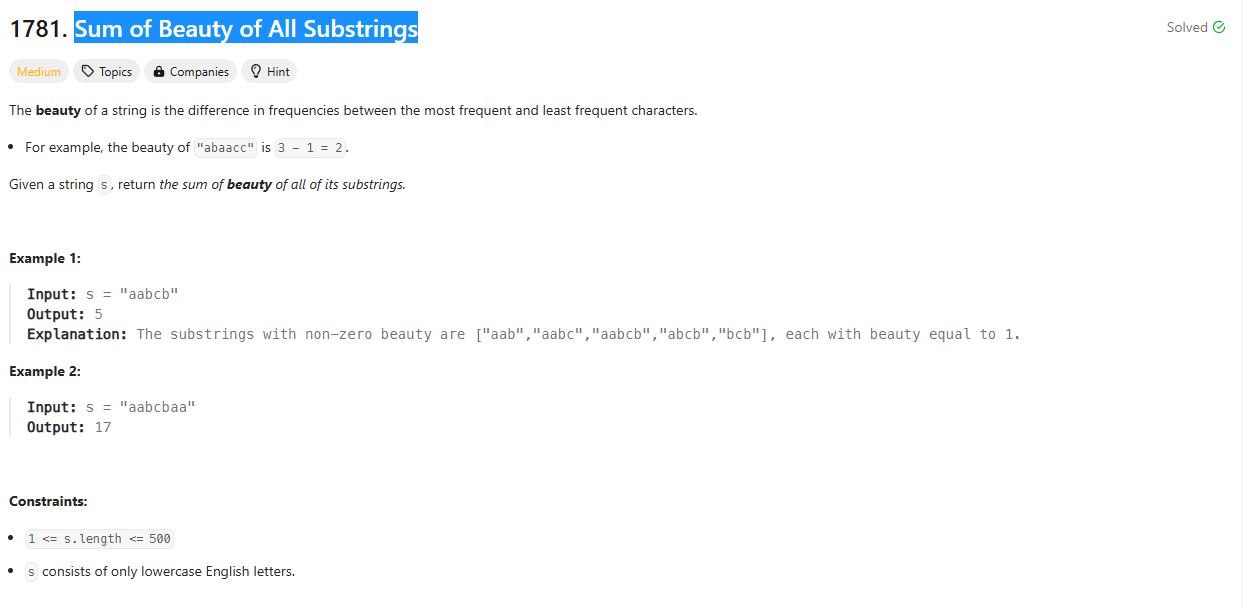 1781. Sum of Beauty of All Substrings
Solved
Medium Topics Companies Hint
The beauty of a string is the difference in frequencies between the most frequent and least frequent characters.
• For example, the beauty of "abaacc" is 3 - 1 = 2.
Given a string s, return the sum of beauty of all of its substrings.
Example 1:
Input: s = "aabcb"
Output: 5
Explanation: The substrings with non-zero beauty are ["aab","aabc","aabcb","abcb","bcb"], each with beauty equal to 1.
Example 2:
Input: s = "aabcbaa"
Output: 17
Constraints:
• 1 <= s.length <= 500
• s consists of only lowercase English letters.